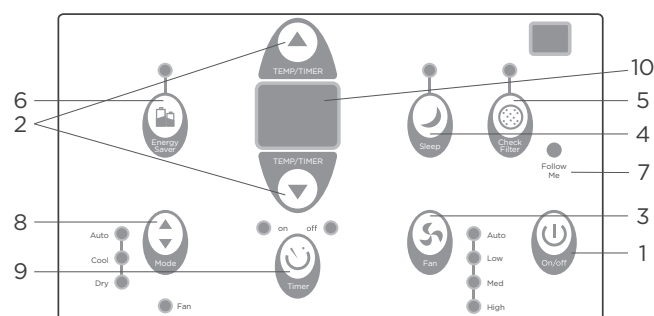 TEMP/TIMER
10
6
5
2
4
Energy
Saver
Sleep
Check
Filter
TEMP/TIMER
Follow
Me
7
8
3
on off
Auto
Auto
Cool
Low
Mode
Fan
On/off
1
9
Timer
Dry
Med
Fan
High